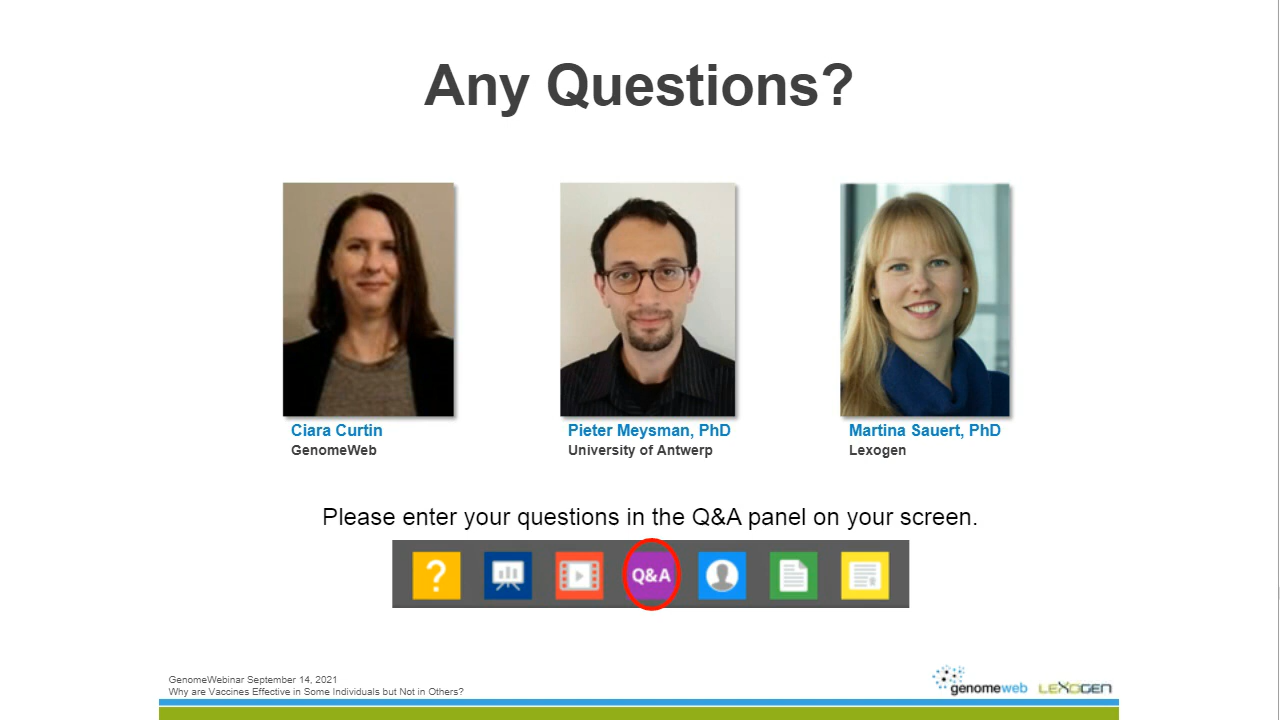 Any Questions?
Ciara Curtin
GenomeWeb
Pieter Meysman, PhD
University of Antwerp
Martina Sauert, PhD
Lexogen
Please enter your questions in the Q&A panel on your screen.
?
Q&A
GenomeWebinar September 14, 2021
Why are Vaccines Effective in Some Individuals but Not in Others?
genomeweb
LEXOGEN